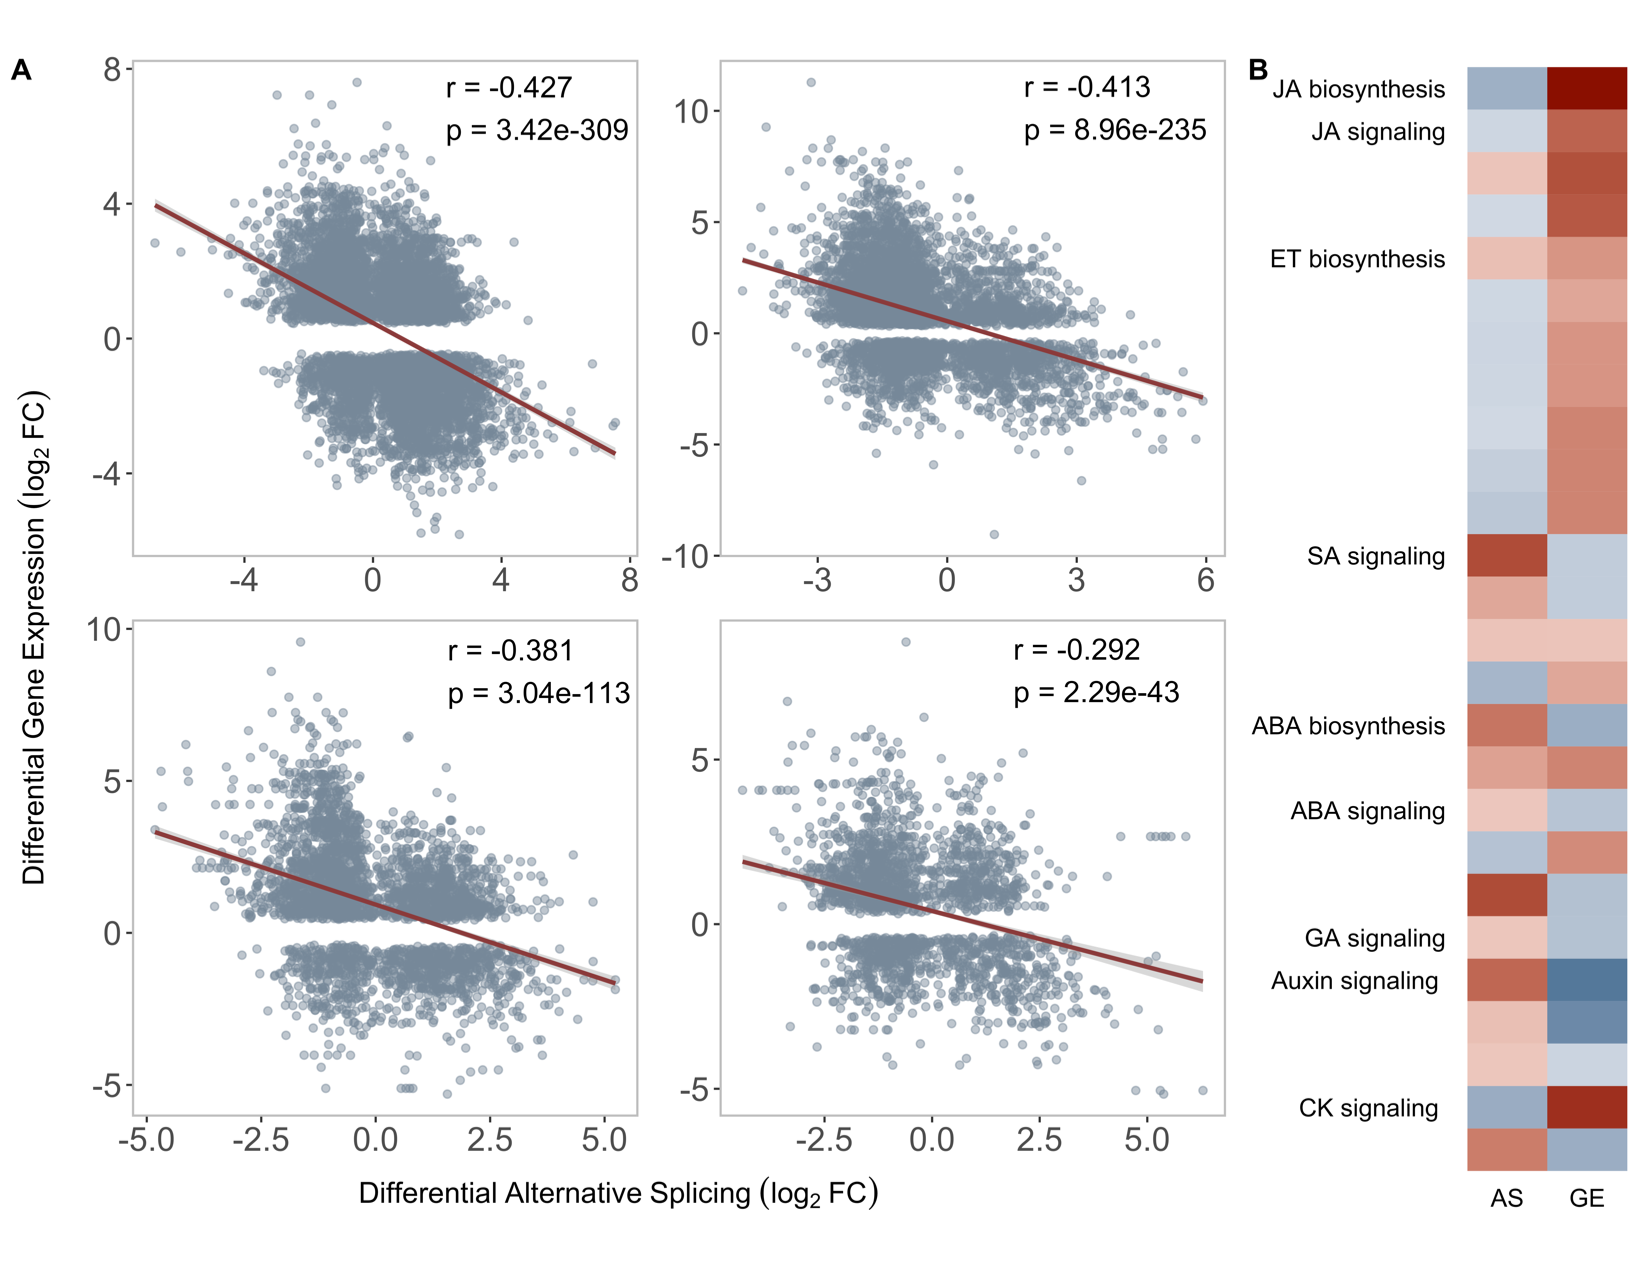 A
B
Differential Gene Expression (log2 FC)
8
4
0
-4
r = -0.427
p = 3.42e-309
-4
0
4
8
10
5
0
-5
-10
r = -0.413
p = 8.96e-235
-3
0
3
6
10
5
0
-5
r = -0.381
p = 3.04e-113
-5.0
-2.5
0.0
2.5
5.0
5
0
-5
r = -0.292
p = 2.29e-43
-2.5
0.0
2.5
5.0
Differential Alternative Splicing (log2 FC)
JA biosynthesis
JA signaling
ET biosynthesis
SA signaling
ABA biosynthesis
ABA signaling
GA signaling
Auxin signaling
CK signaling
AS
GE